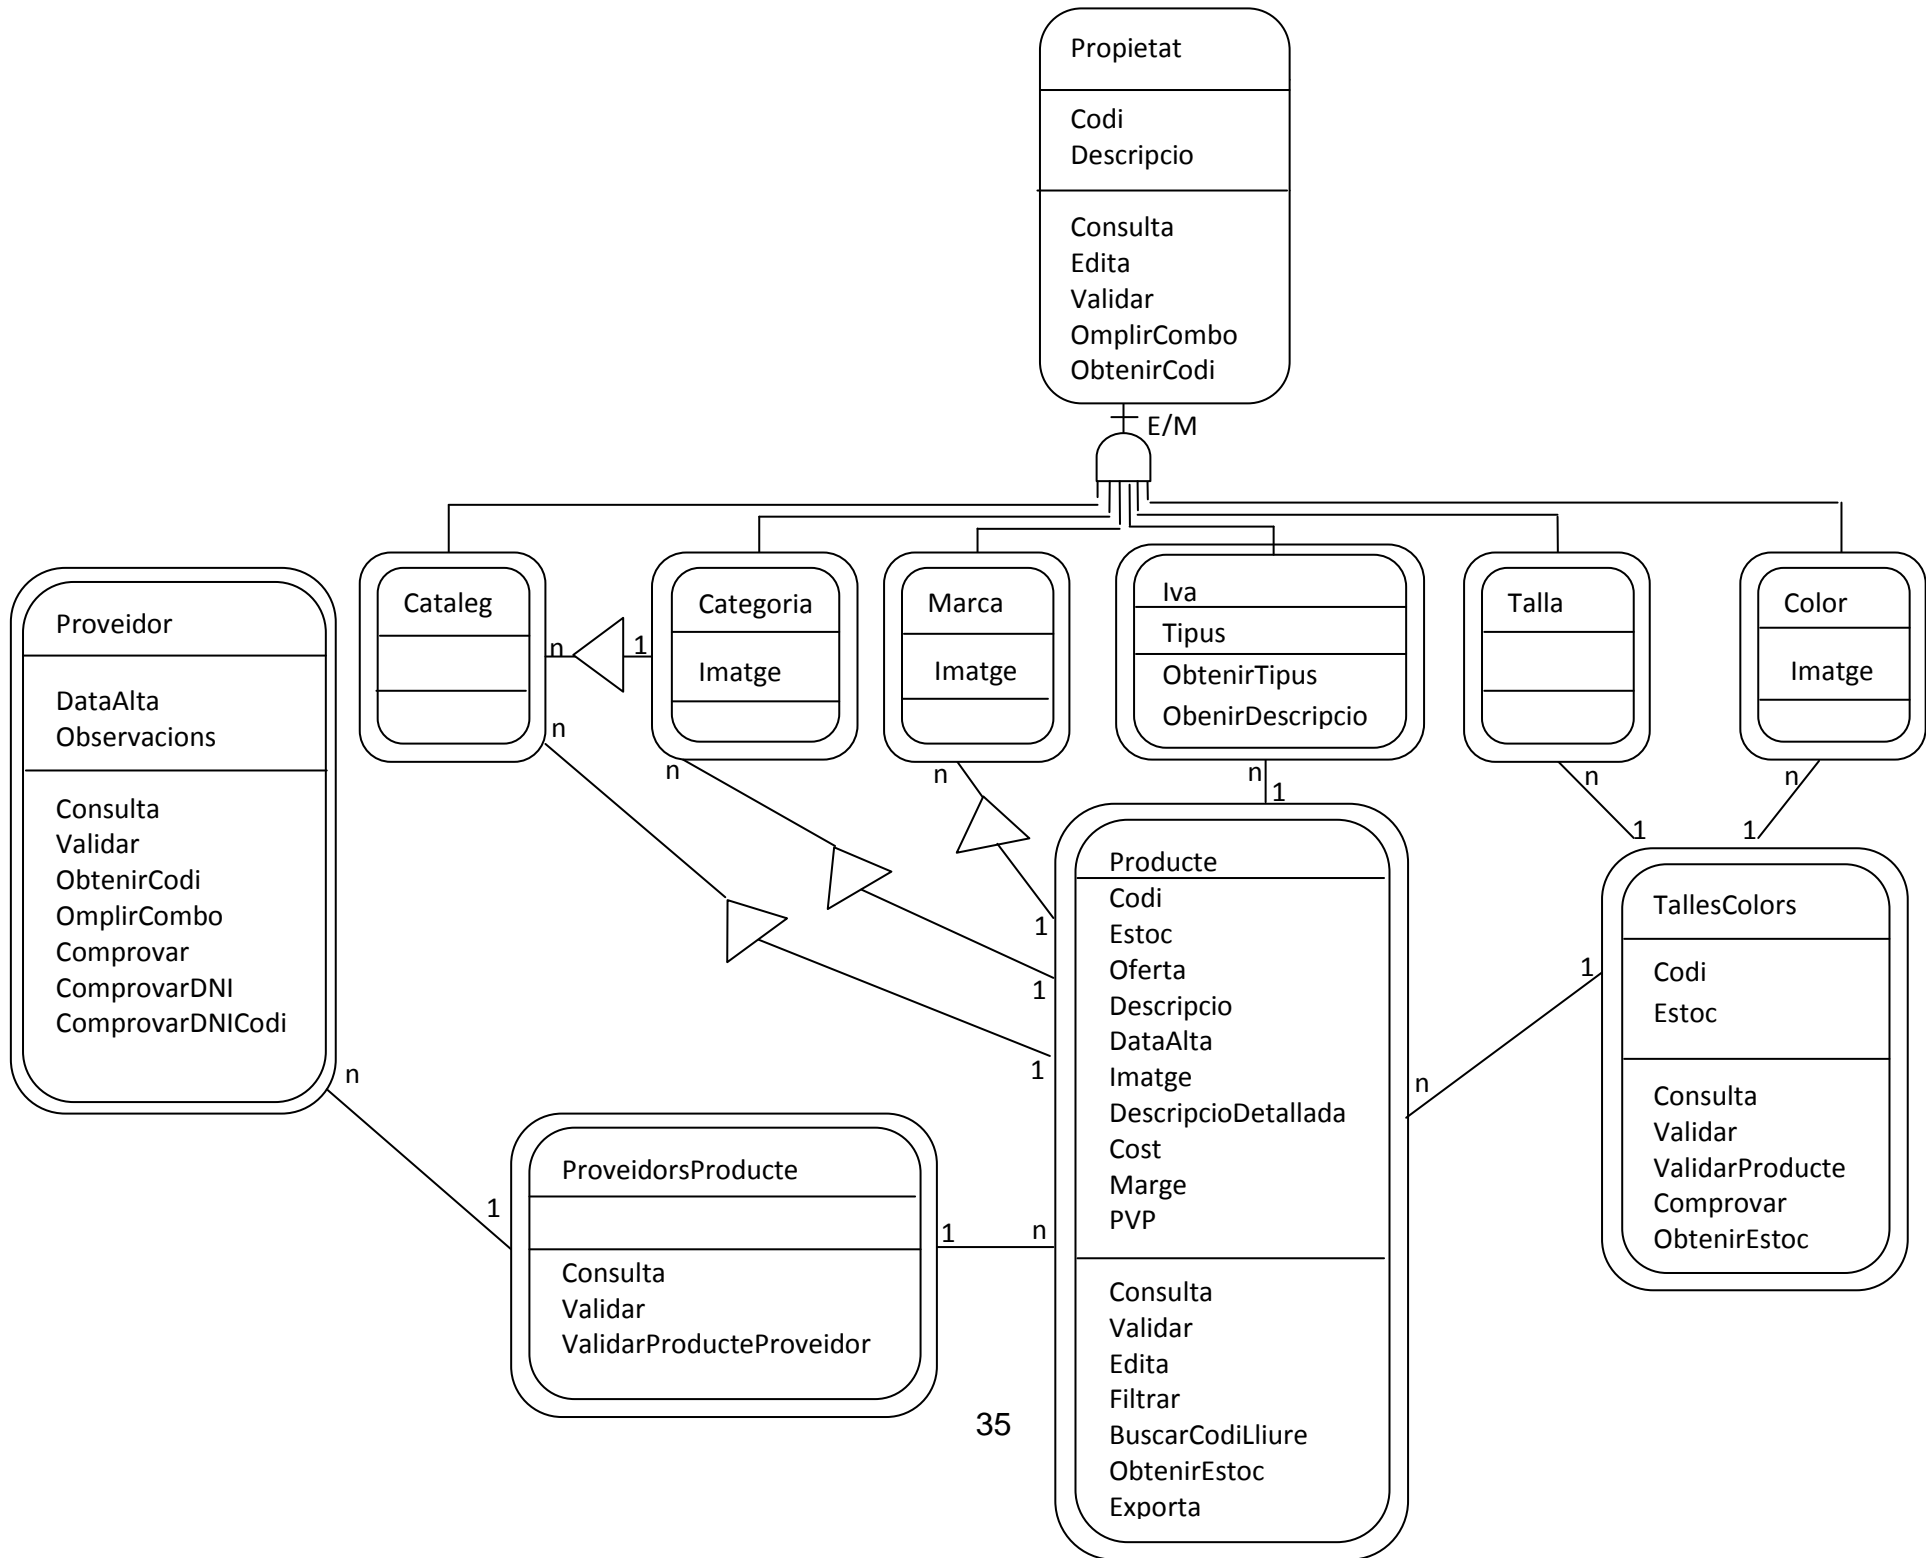 Propietat
Codi
Descripcio
Consulta
Edita
Validar
OmplirCombo
ObtenirCodi
E/M
Proveidor
DataAlta
Observacions
Consulta
Validar
ObtenirCodi
OmplirCombo
Comprovar
ComprovarDNI
ComprovarDNICodi
n
1
Cataleg
n
1
n
1
Categoria
Imatge
n
1
Marca
Imatge
n
1
Iva
Tipus
ObtenirTipus
ObenirDescripcio
n
1
Talla
n
1
Color
Imatge
n
1
ProveidorsProducte
Consulta
Validar
ValidarProducteProveidor
1
n
Producte
Codi
Estoc
Oferta
Descripcio
DataAlta
Imatge
DescripcioDetallada
Cost
Marge
PVP
Consulta
Validar
Edita
Filtrar
BuscarCodiLliure
ObtenirEstoc
Exporta
n
1
TallesColors
Codi
Estoc
Consulta
Validar
ValidarProducte
Comprovar
ObtenirEstoc
35